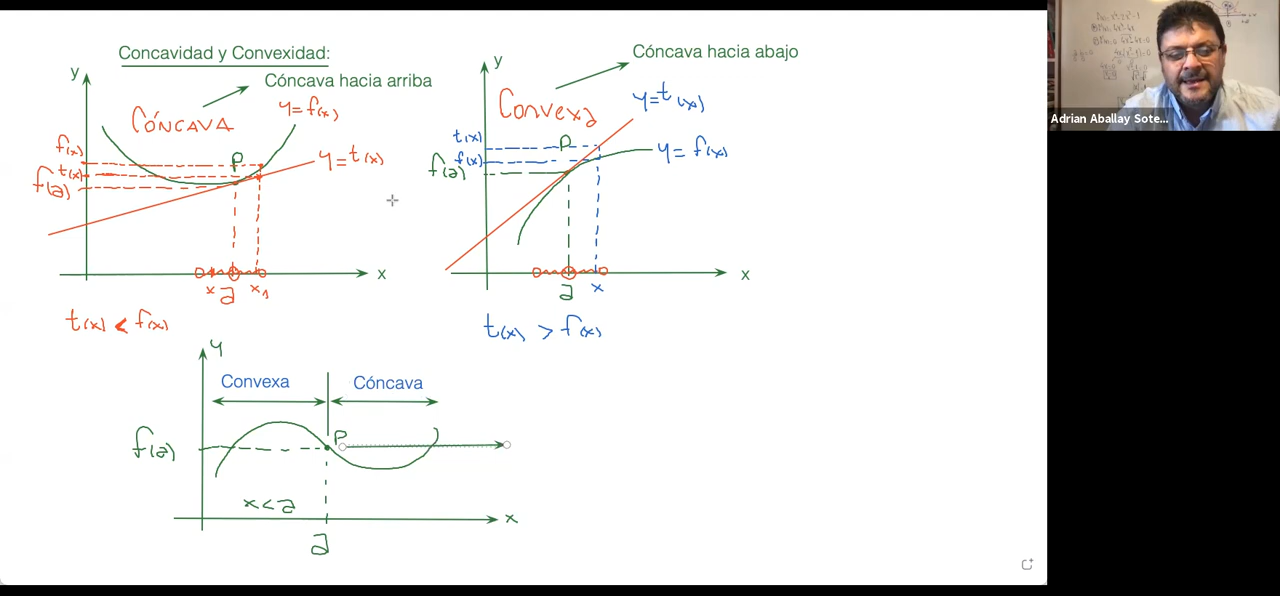 Concavidad y Convexidad:
Cóncava hacia arriba
y
CÓNCAVA
y=f(x)
f(x)
t(x)
f(a)
P
y=t(x)
x
x a x1
t(x) < f(x)
Cóncava hacia abajo
y
Convexa
y=t(x)
t(x)
f(x)
f(a)
P
y=f(x)
x
a x
t(x) > f(x)
y
Convexa
Cóncava
f(a)
P
x<a
x
a
Adrian Aballay Sote...